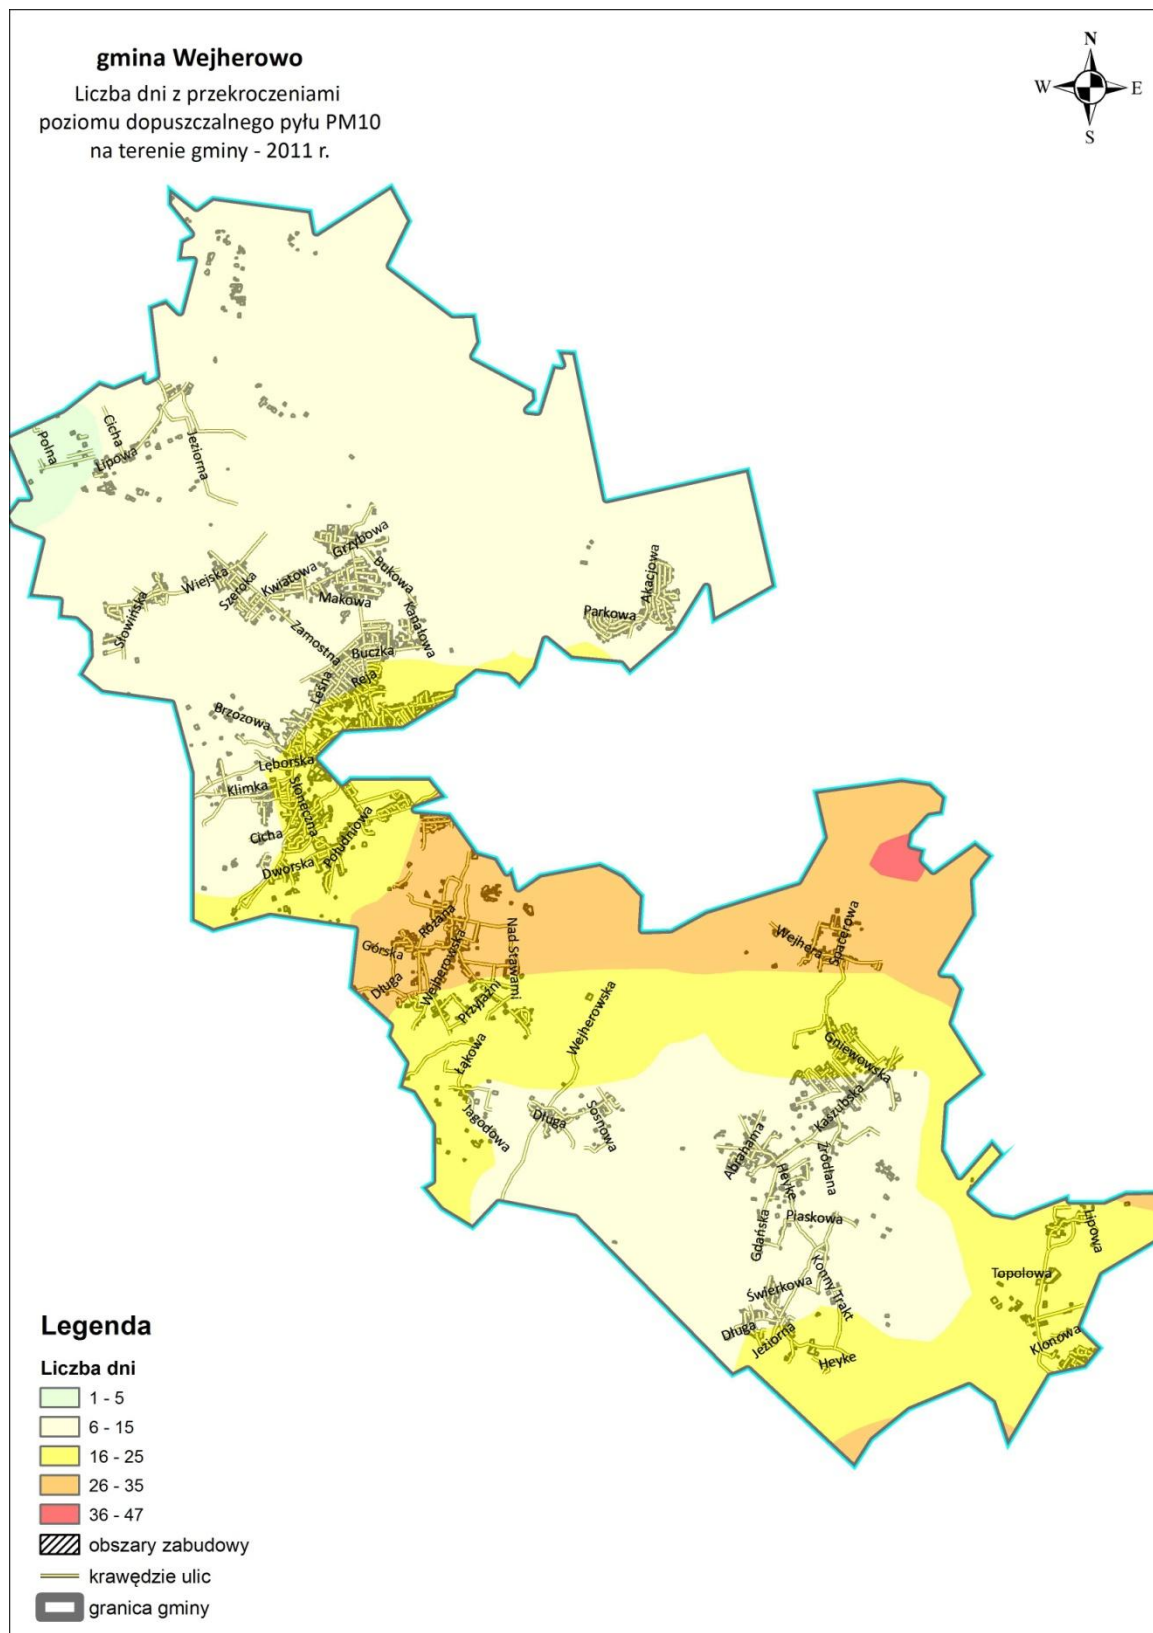 gmina Wejherowo
Liczba dni z przekroczeniami
poziomu dopuszczalnego pyłu PM10
na terenie gminy - 2011 r.
N
W
E
S
Polna
Cicha
Lipowa
Jeziorna
Grzybowa
Bukowa
Wiejska
Szeroka
Kwiatowa
Makowa
Kanałowa
Słowińska
Zamostna
Akacjowa
Parkowa
Buczka
Reja
Leśna
Brzozowa
Lęborska
Klimka
Słoneczna
Południowa
Cicha
Dworska
Różana
Górska
Nad Stawami
Wejherowska
Długa
Przyjaźni
Wejhera
Spacerowa
Wejherowska
Łąkowa
Gniewowska
Jagodowa
Długa
Sosnowa
Kaszubska
Abrahama
Źródlana
Heyke
Piaskowa
Gdańska
Lipowa
Konny Trakt
Świerkowa
Topolowa
Długa
Jeziorna
Heyke
Klonowa
Legenda
Liczba dni
1 - 5
6 - 15
16 - 25
26 - 35
36 - 47
obszary zabudowy
krawędzie ulic
granica gminy